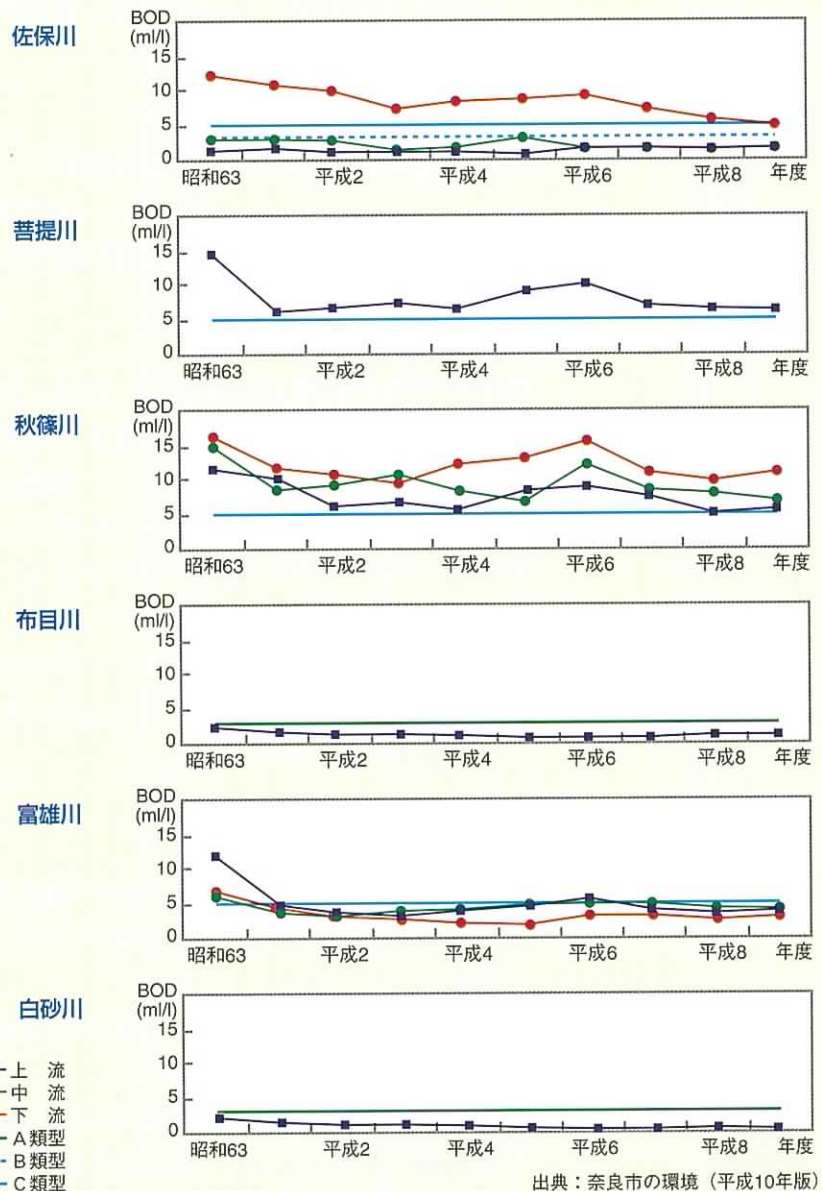 佐保川
BOD
(ml/l)
15
10
5
0
昭和63 平成2 平成4 平成6 平成8 年度
菩提川
BOD
(ml/l)
15
10
5
0
昭和63 平成2 平成4 平成6 平成8 年度
秋篠川
BOD
(ml/l)
15
10
5
0
昭和63 平成2 平成4 平成6 平成8 年度
布目川
BOD
(ml/l)
15
10
5
0
昭和63 平成2 平成4 平成6 平成8 年度
富雄川
BOD
(ml/l)
15
10
5
0
昭和63 平成2 平成4 平成6 平成8 年度
白砂川
BOD
(ml/l)
15
10
5
0
昭和63 平成2 平成4 平成6 平成8 年度
上 流
中 流
下 流
A類型
B類型
C類型
出典：奈良市の環境（平成10年版）